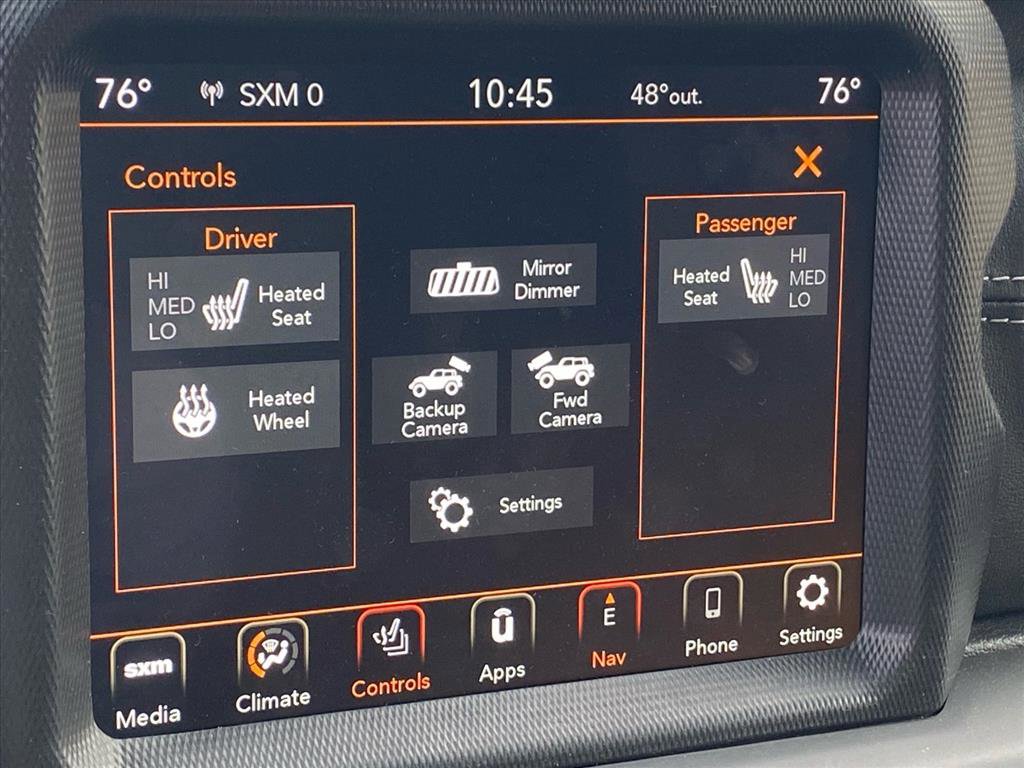 76° SXM 0 10:45 48°out. 76°
Controls
Driver
HI
MED
LO
Heated
Seat
Heated
Wheel
Mirror
Dimmer
Backup
Camera
Fwd
Camera
Settings
Passenger
Heated
Seat
HI
MED
LO
sxm
Media
Climate
Controls
ū
Apps
E
Nav
Phone
Settings